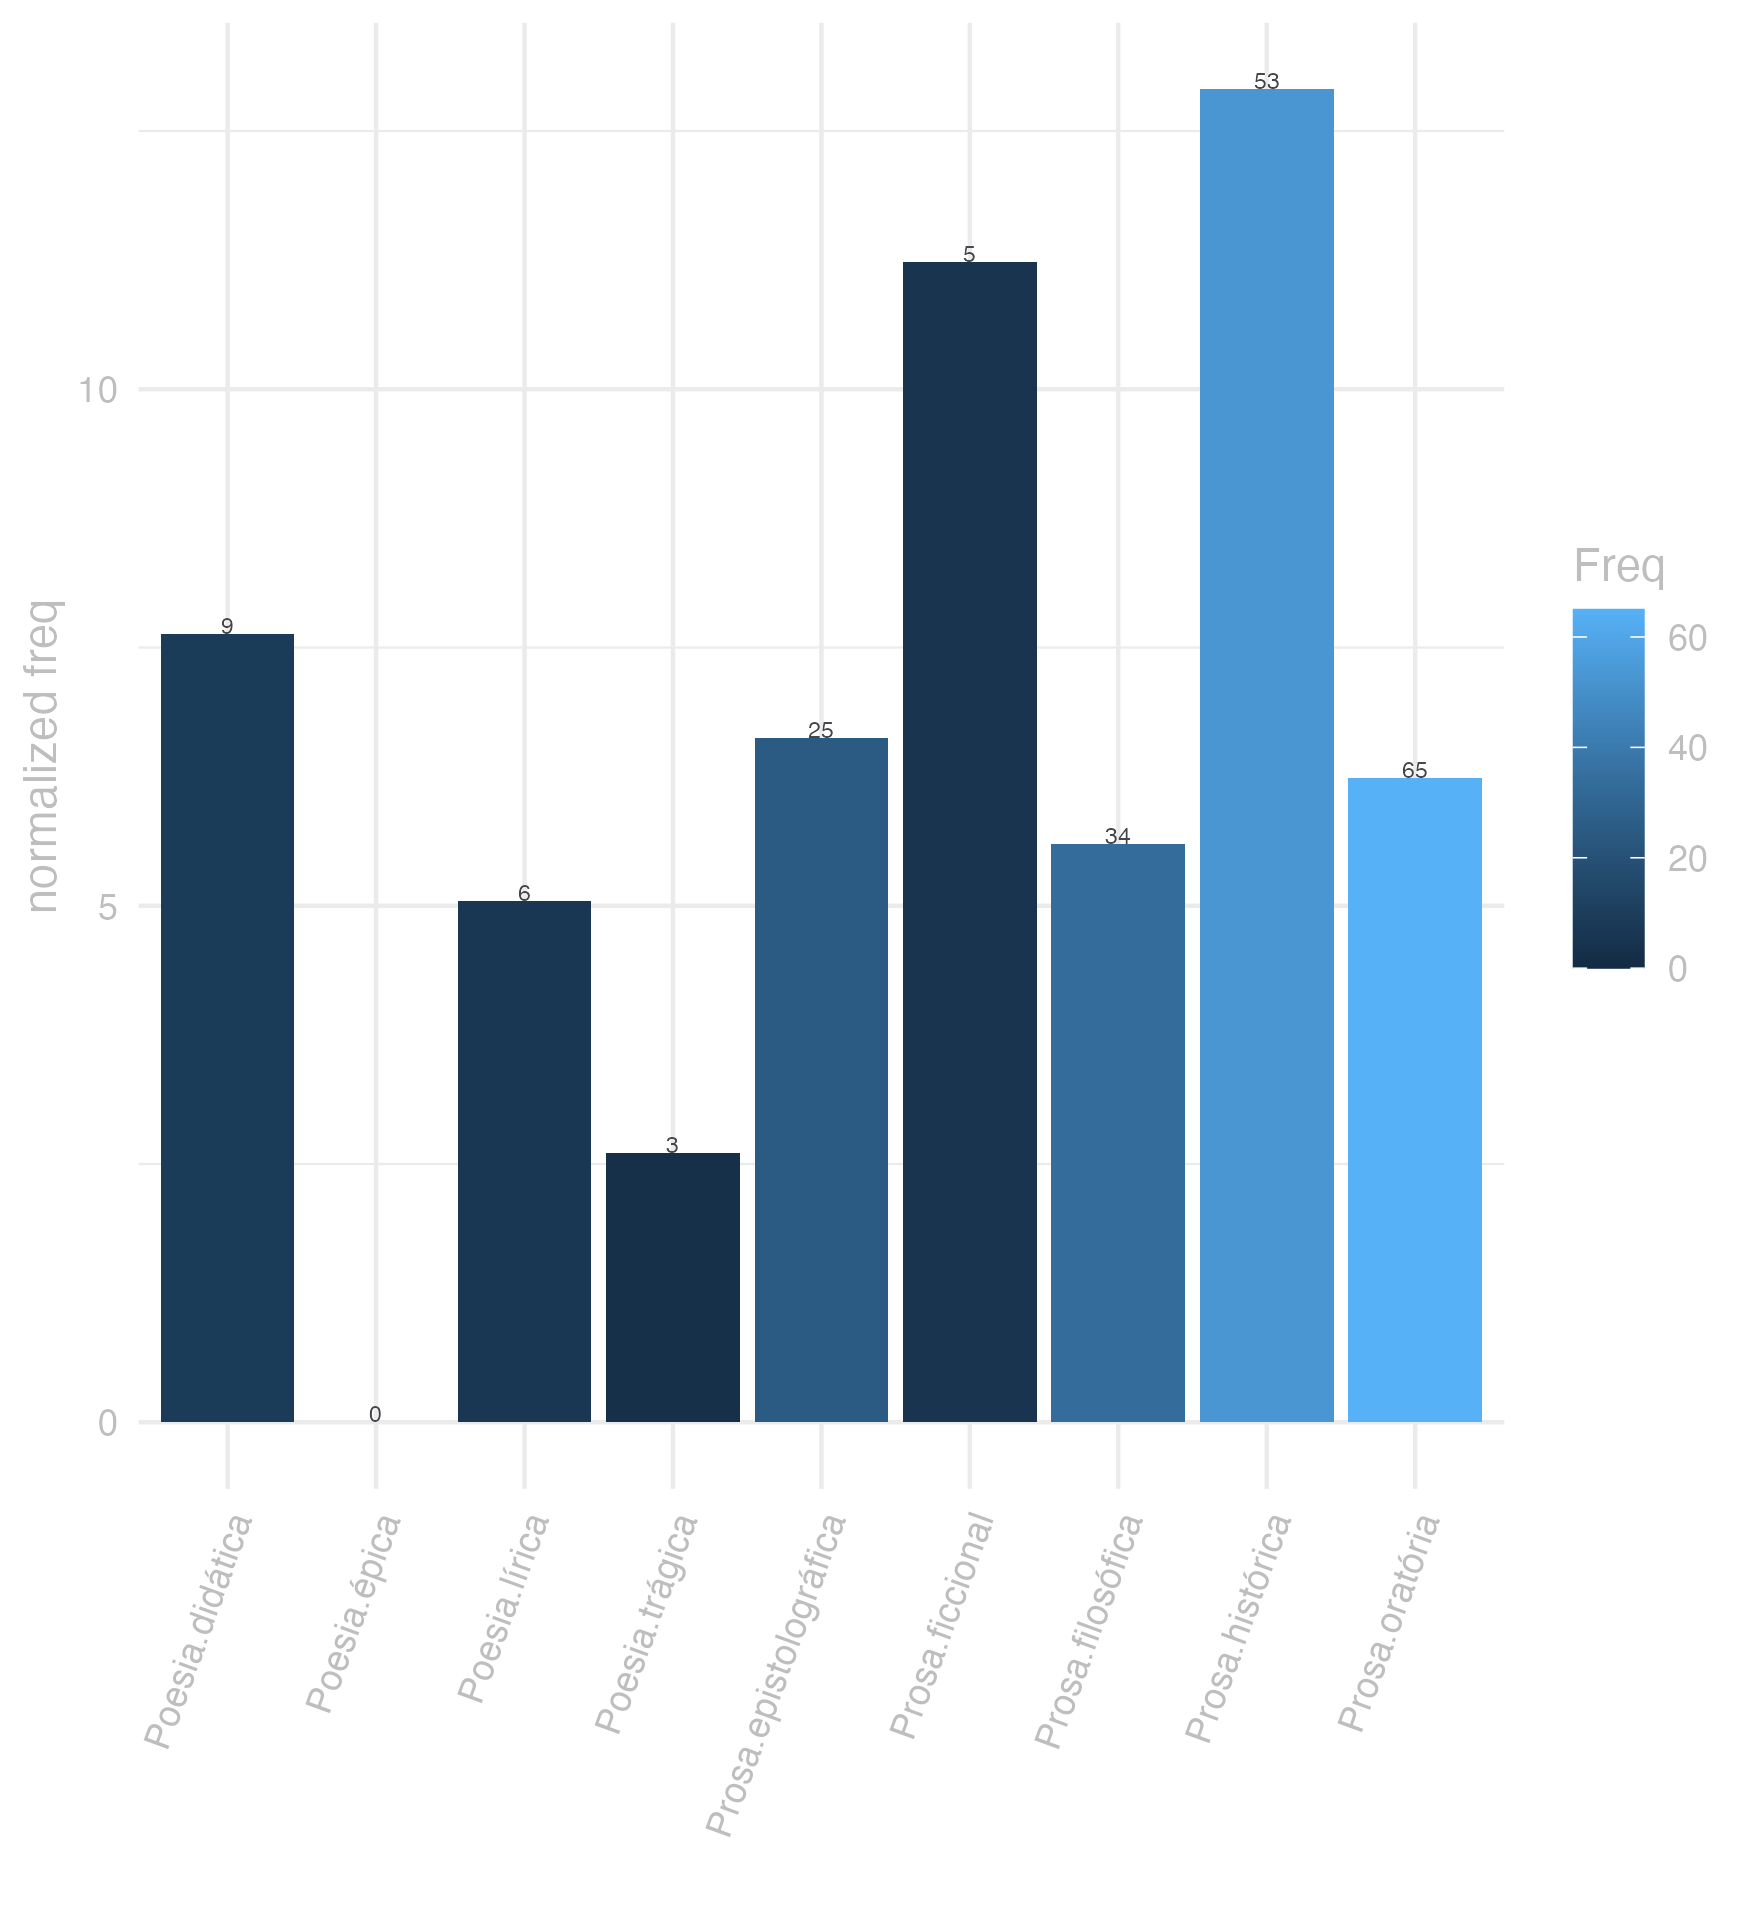 53
5
10
9
Freq
60
25
40
65
normalized freq
34
20
6
5
0
3
0
0
Poesia.didática
Poesia.épica
Poesia.lírica
Poesia.trágica
Prosa.epistolográfica
Prosa.ficcional
Prosa.filosófica
Prosa.histórica
Prosa.oratória